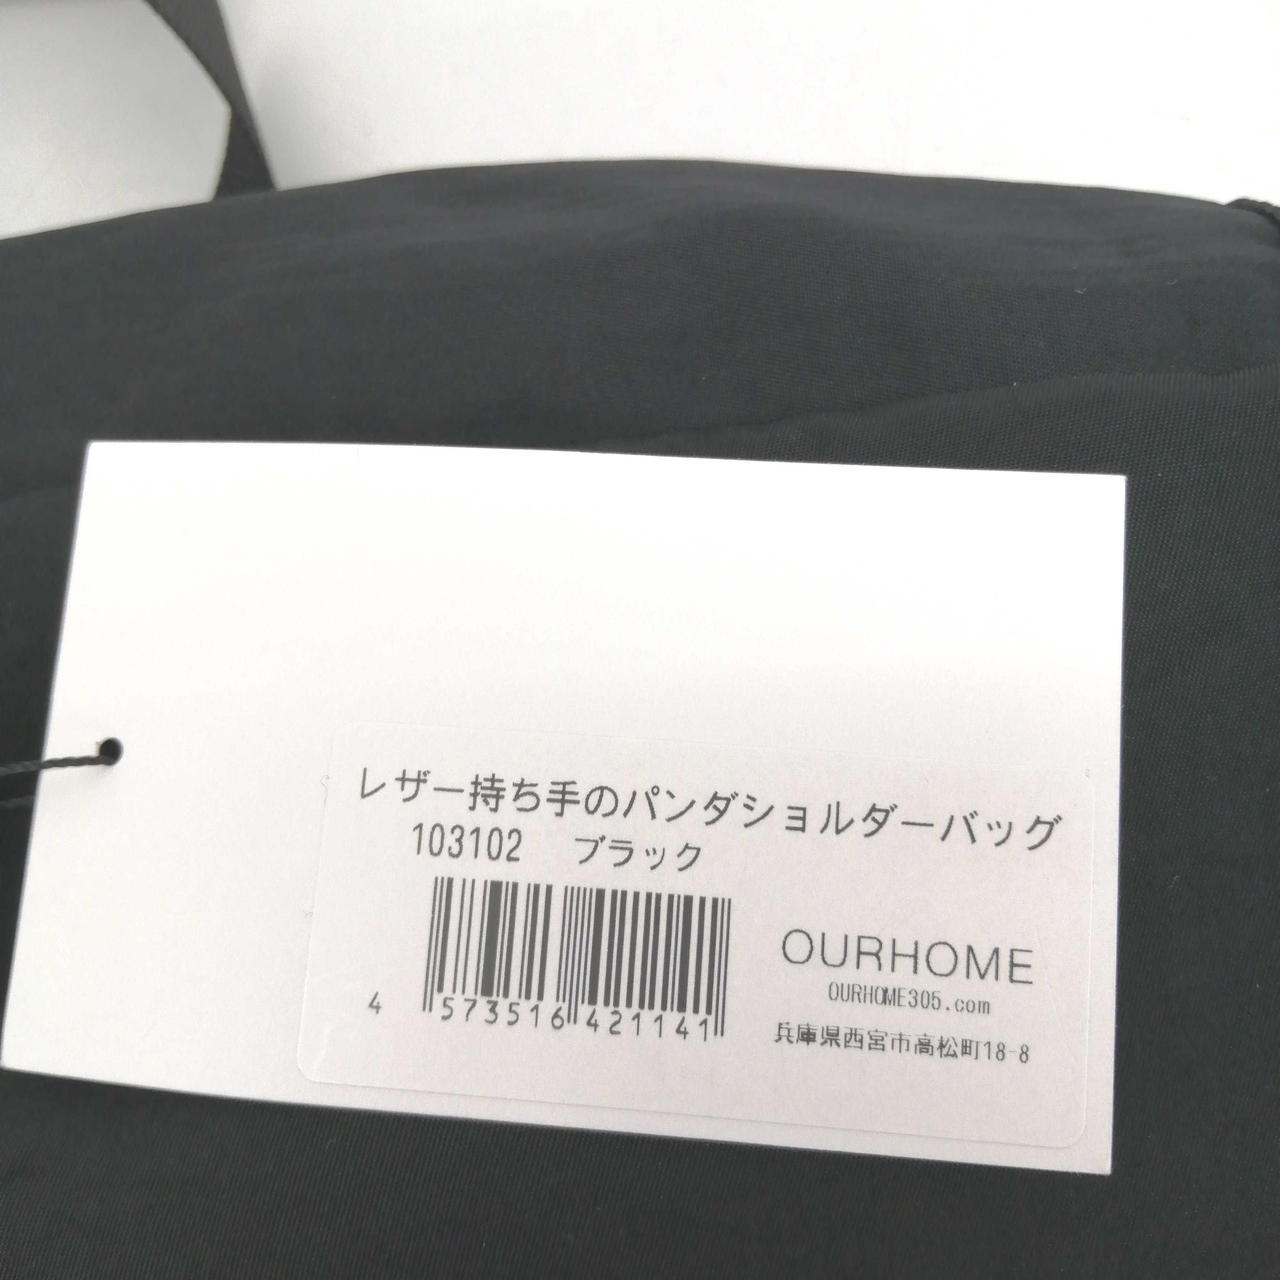 レザー持ち手のパンダショルダーバッグ
103102 ブラック
4 573516 421141
OURHOME
OURHOME305.com
兵庫県西宮市高松町18-8